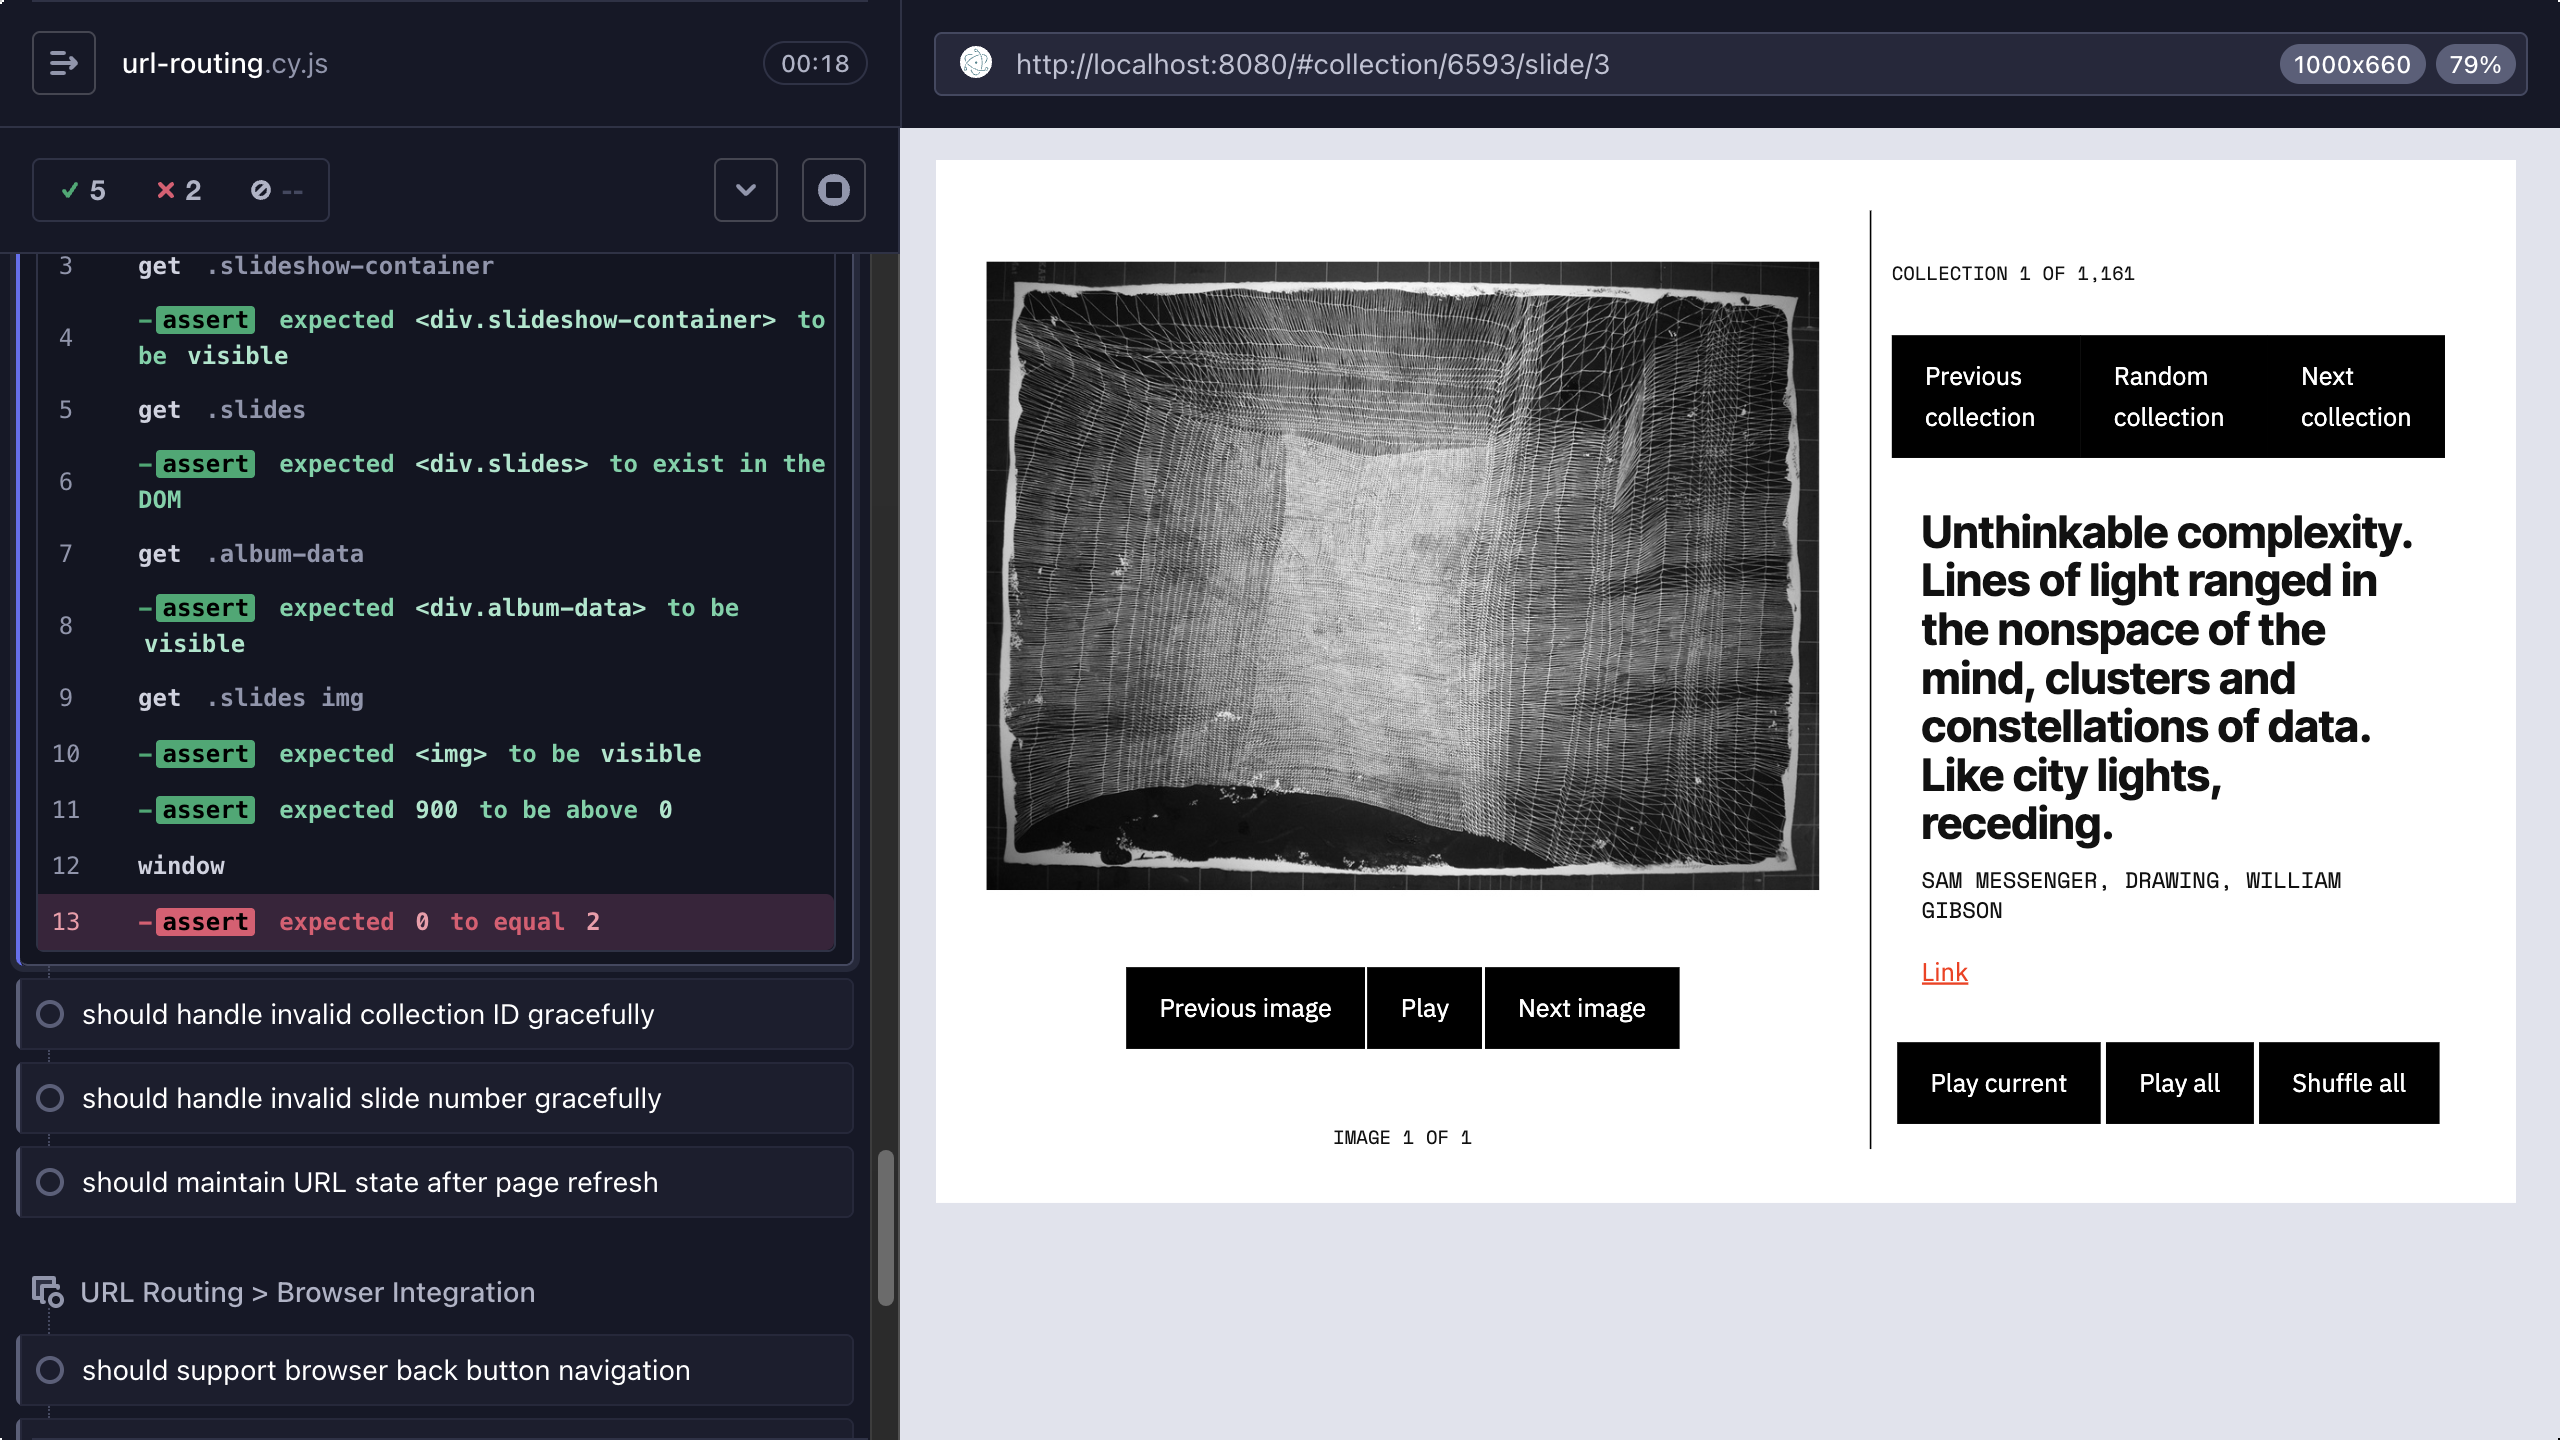 url-routing.cy.js
00:18
5
2
--
3 get .slideshow-container
4 -assert expected <div.slideshow-container> to
be visible
5 get .slides
6 -assert expected <div.slides> to exist in the
DOM
7 get .album-data
8 -assert expected <div.album-data> to be
visible
9 get .slides img
10 -assert expected <img> to be visible
11 -assert expected 900 to be above 0
12 window
13 -assert expected 0 to equal 2
should handle invalid collection ID gracefully
should handle invalid slide number gracefully
should maintain URL state after page refresh
URL Routing > Browser Integration
should support browser back button navigation
http://localhost:8080/#collection/6593/slide/3
1000x660
79%
Previous image
Play
Next image
IMAGE 1 OF 1
COLLECTION 1 OF 1,161
Previous
collection
Random
collection
Next
collection
Unthinkable complexity.
Lines of light ranged in
the nonspace of the
mind, clusters and
constellations of data.
Like city lights,
receding.
SAM MESSENGER, DRAWING, WILLIAM
GIBSON
Link
Play current
Play all
Shuffle all